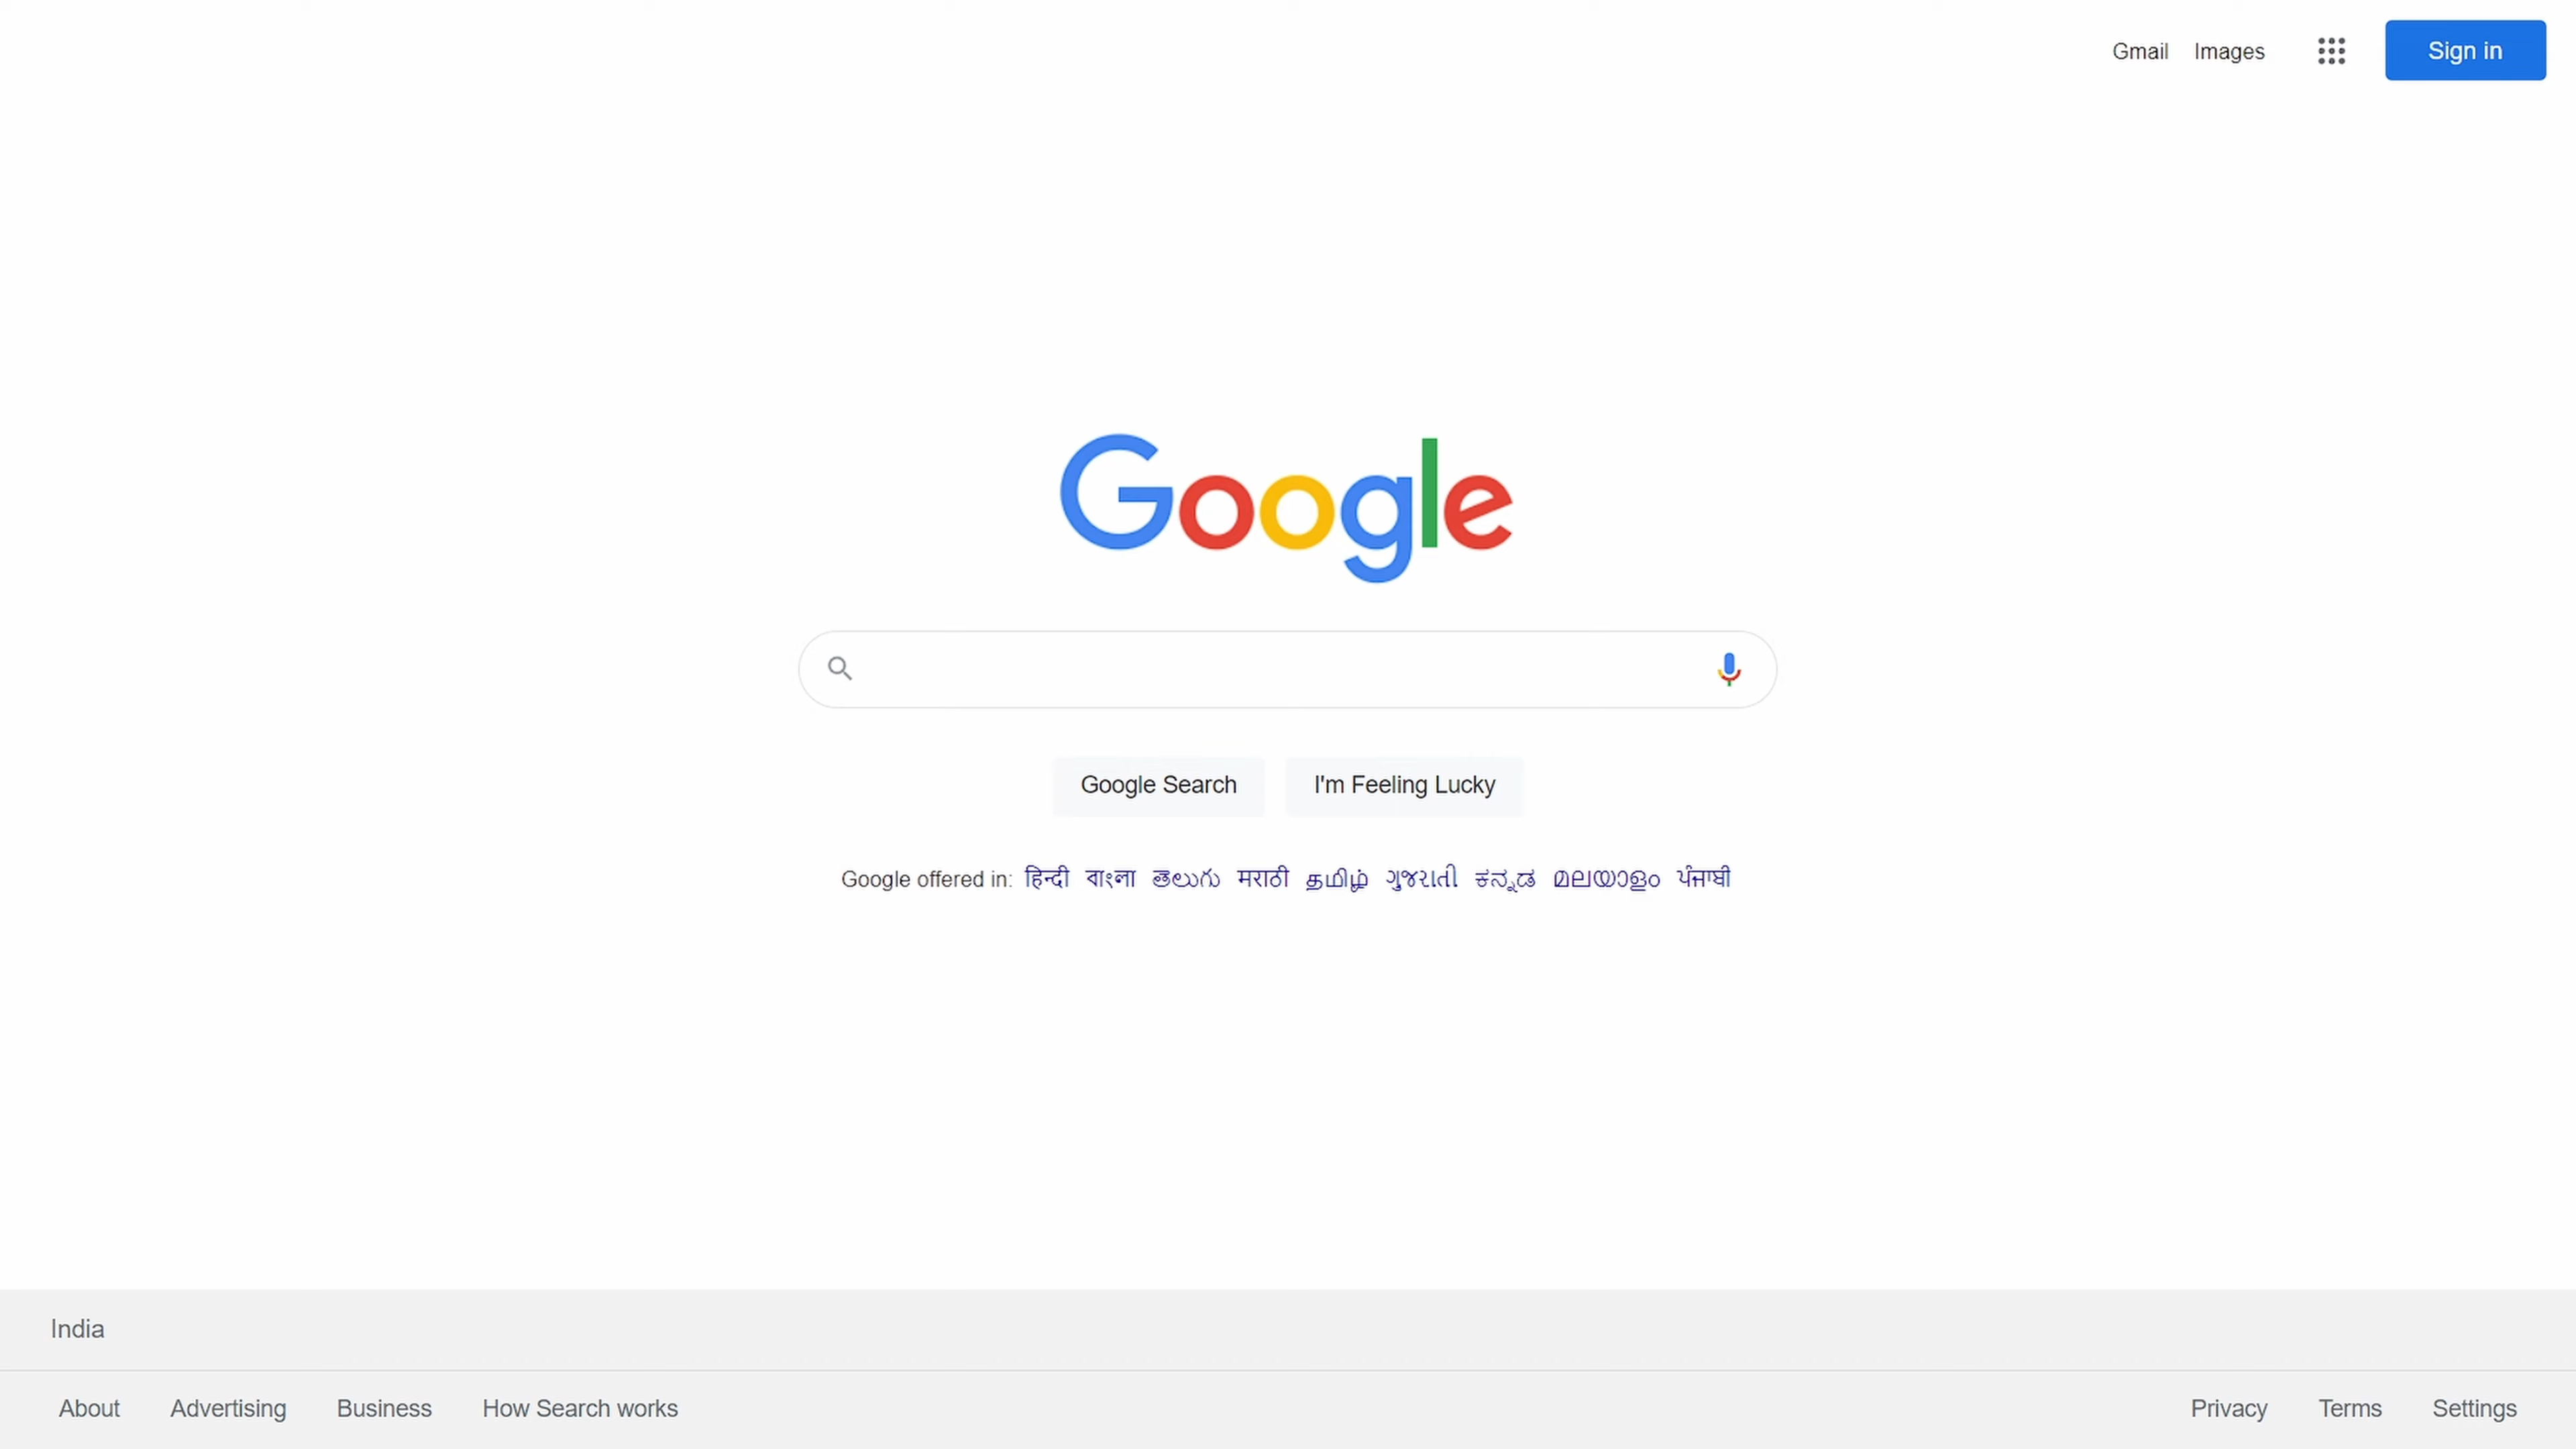 Gmail Images Sign in
Google
Google Search I'm Feeling Lucky
Google offered in: हिन्दी বাংলা తెలుగు मराठी தமிழ் ગુજરાતી ಕನ್ನಡ മലയാളം ਪੰਜਾਬੀ
India
About Advertising Business How Search works Privacy Terms Settings